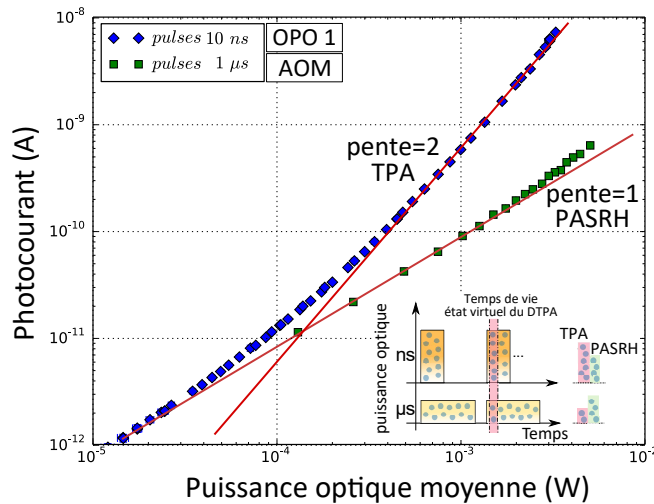 pulses 10 ns OPO 1
pulses 1 μs AOM
10⁻⁸
10⁻⁹
10⁻¹⁰
10⁻¹¹
10⁻¹²
Photocourant (A)
pente=2
TPA
pente=1
PASRH
Temps de vie
état virtuel du DTPA
puissance optique
ns
...
μs
Temps
TPA
PASRH
10⁻⁵ 10⁻⁴ 10⁻³
Puissance optique moyenne (W)